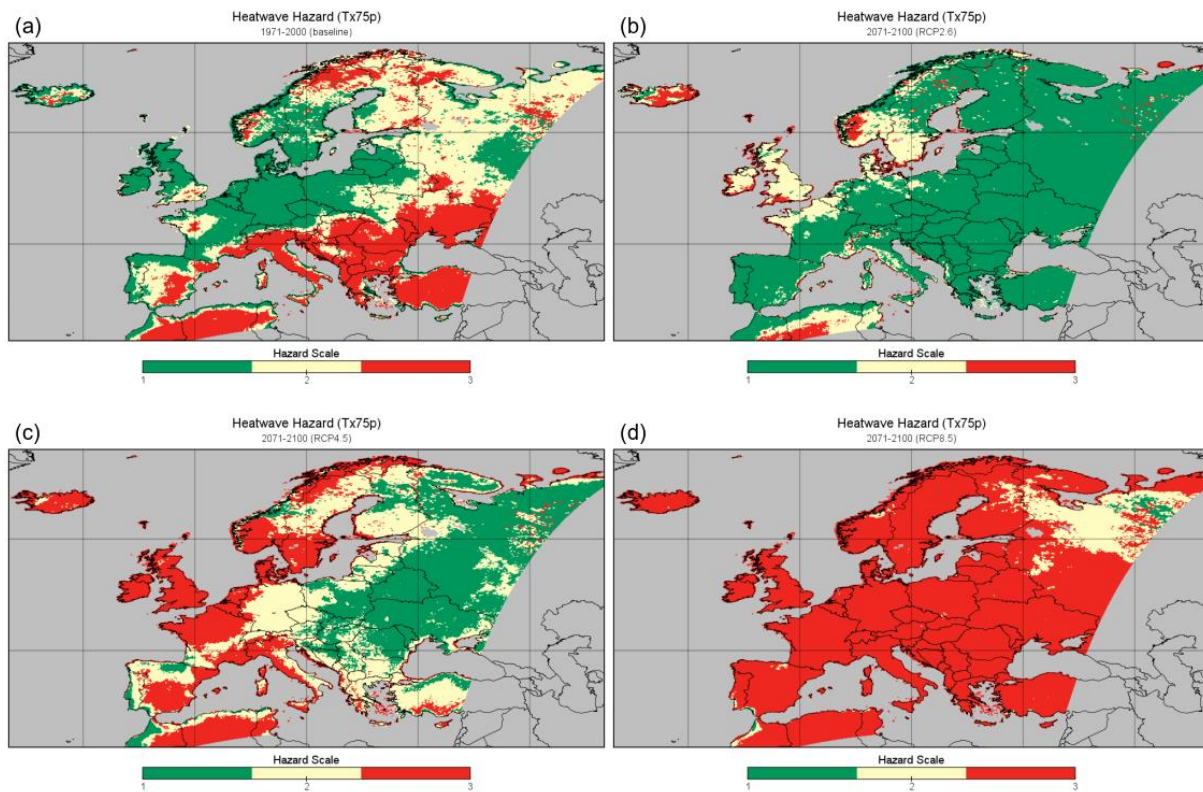 (a)
Heatwave Hazard (Tx75p)
1971-2000 (baseline)
Hazard Scale
1 2 3
(b)
Heatwave Hazard (Tx75p)
2071-2100 (RCP2.6)
Hazard Scale
1 2 3
(c)
Heatwave Hazard (Tx75p)
2071-2100 (RCP4.5)
Hazard Scale
1 2 3
(d)
Heatwave Hazard (Tx75p)
2071-2100 (RCP8.5)
Hazard Scale
1 2 3